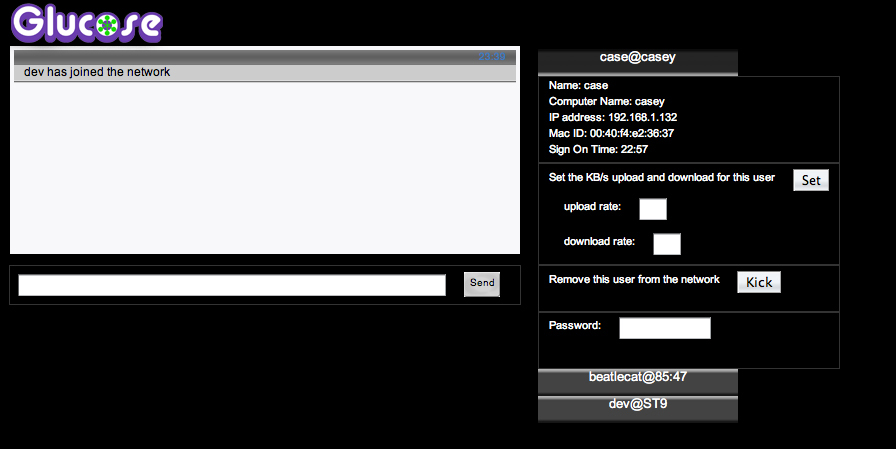 Glucose
23:39
dev has joined the network
Send
case@casey
Name: case
Computer Name: casey
IP address: 192.168.1.132
Mac ID: 00:40:f4:e2:36:37
Sign On Time: 22:57
Set the KB/s upload and download for this user
Set
upload rate:
download rate:
Remove this user from the network
Kick
Password:
beatlecat@85:47
dev@ST9